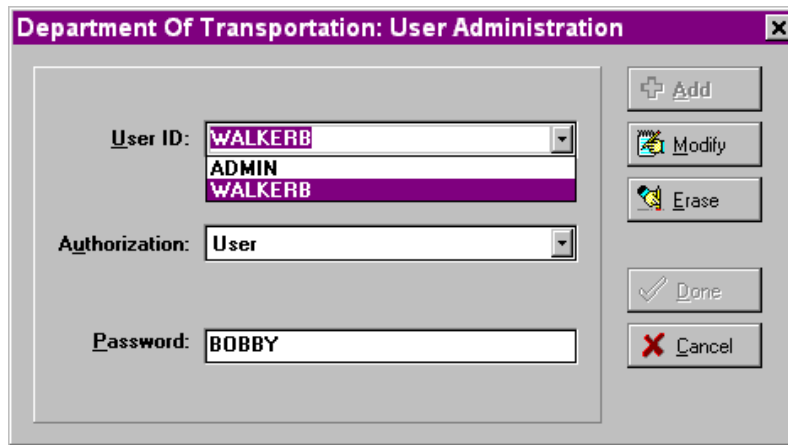 Department Of Transportation: User Administration
User ID:
WALKERB
ADMIN
WALKERB
Authorization:
User
Password:
BOBBY
Add
Modify
Erase
Done
Cancel